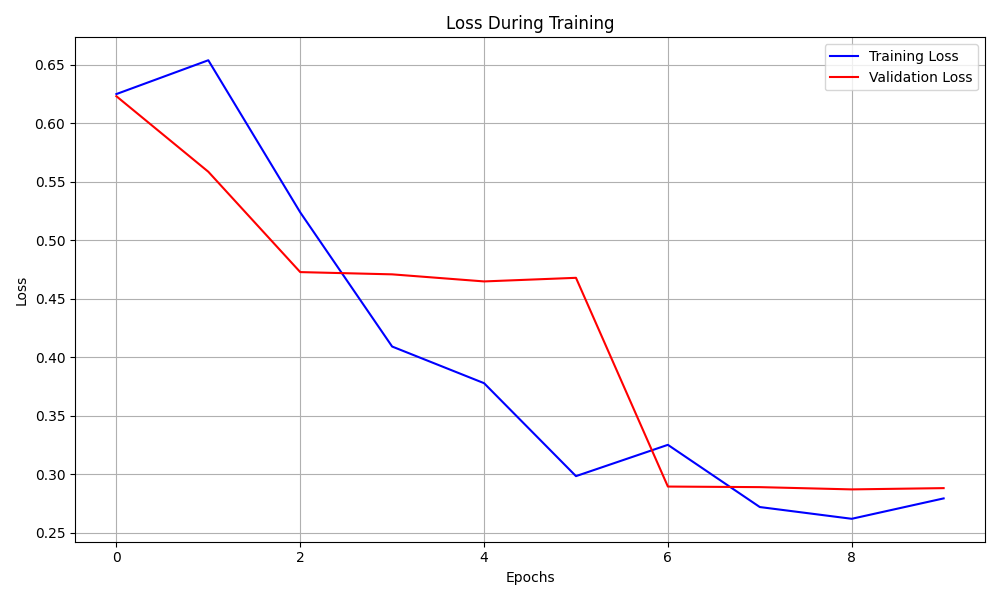 Loss During Training
Training Loss
Validation Loss
0.65
0.60
0.55
0.50
0.45
0.40
0.35
0.30
0.25
Loss
0 2 4 6 8
Epochs